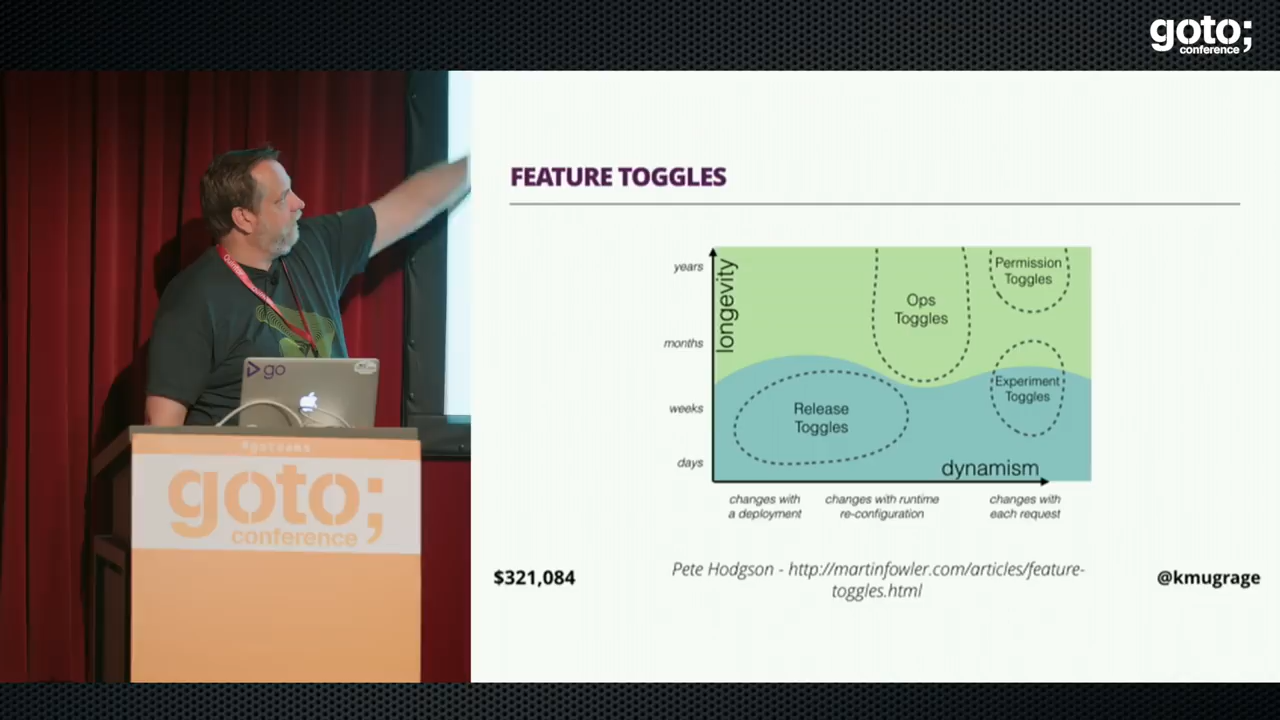 goto;
conference
FEATURE TOGGLES
years
months
weeks
days
longevity
Permission
Toggles
Ops
Toggles
Experiment
Toggles
Release
Toggles
dynamism
changes with
a deployment
changes with runtime
re-configuration
changes with
each request
$321,084
Pete Hodgson - http://martinfowler.com/articles/feature-
toggles.html
@kmugrage
go
goto;
conference